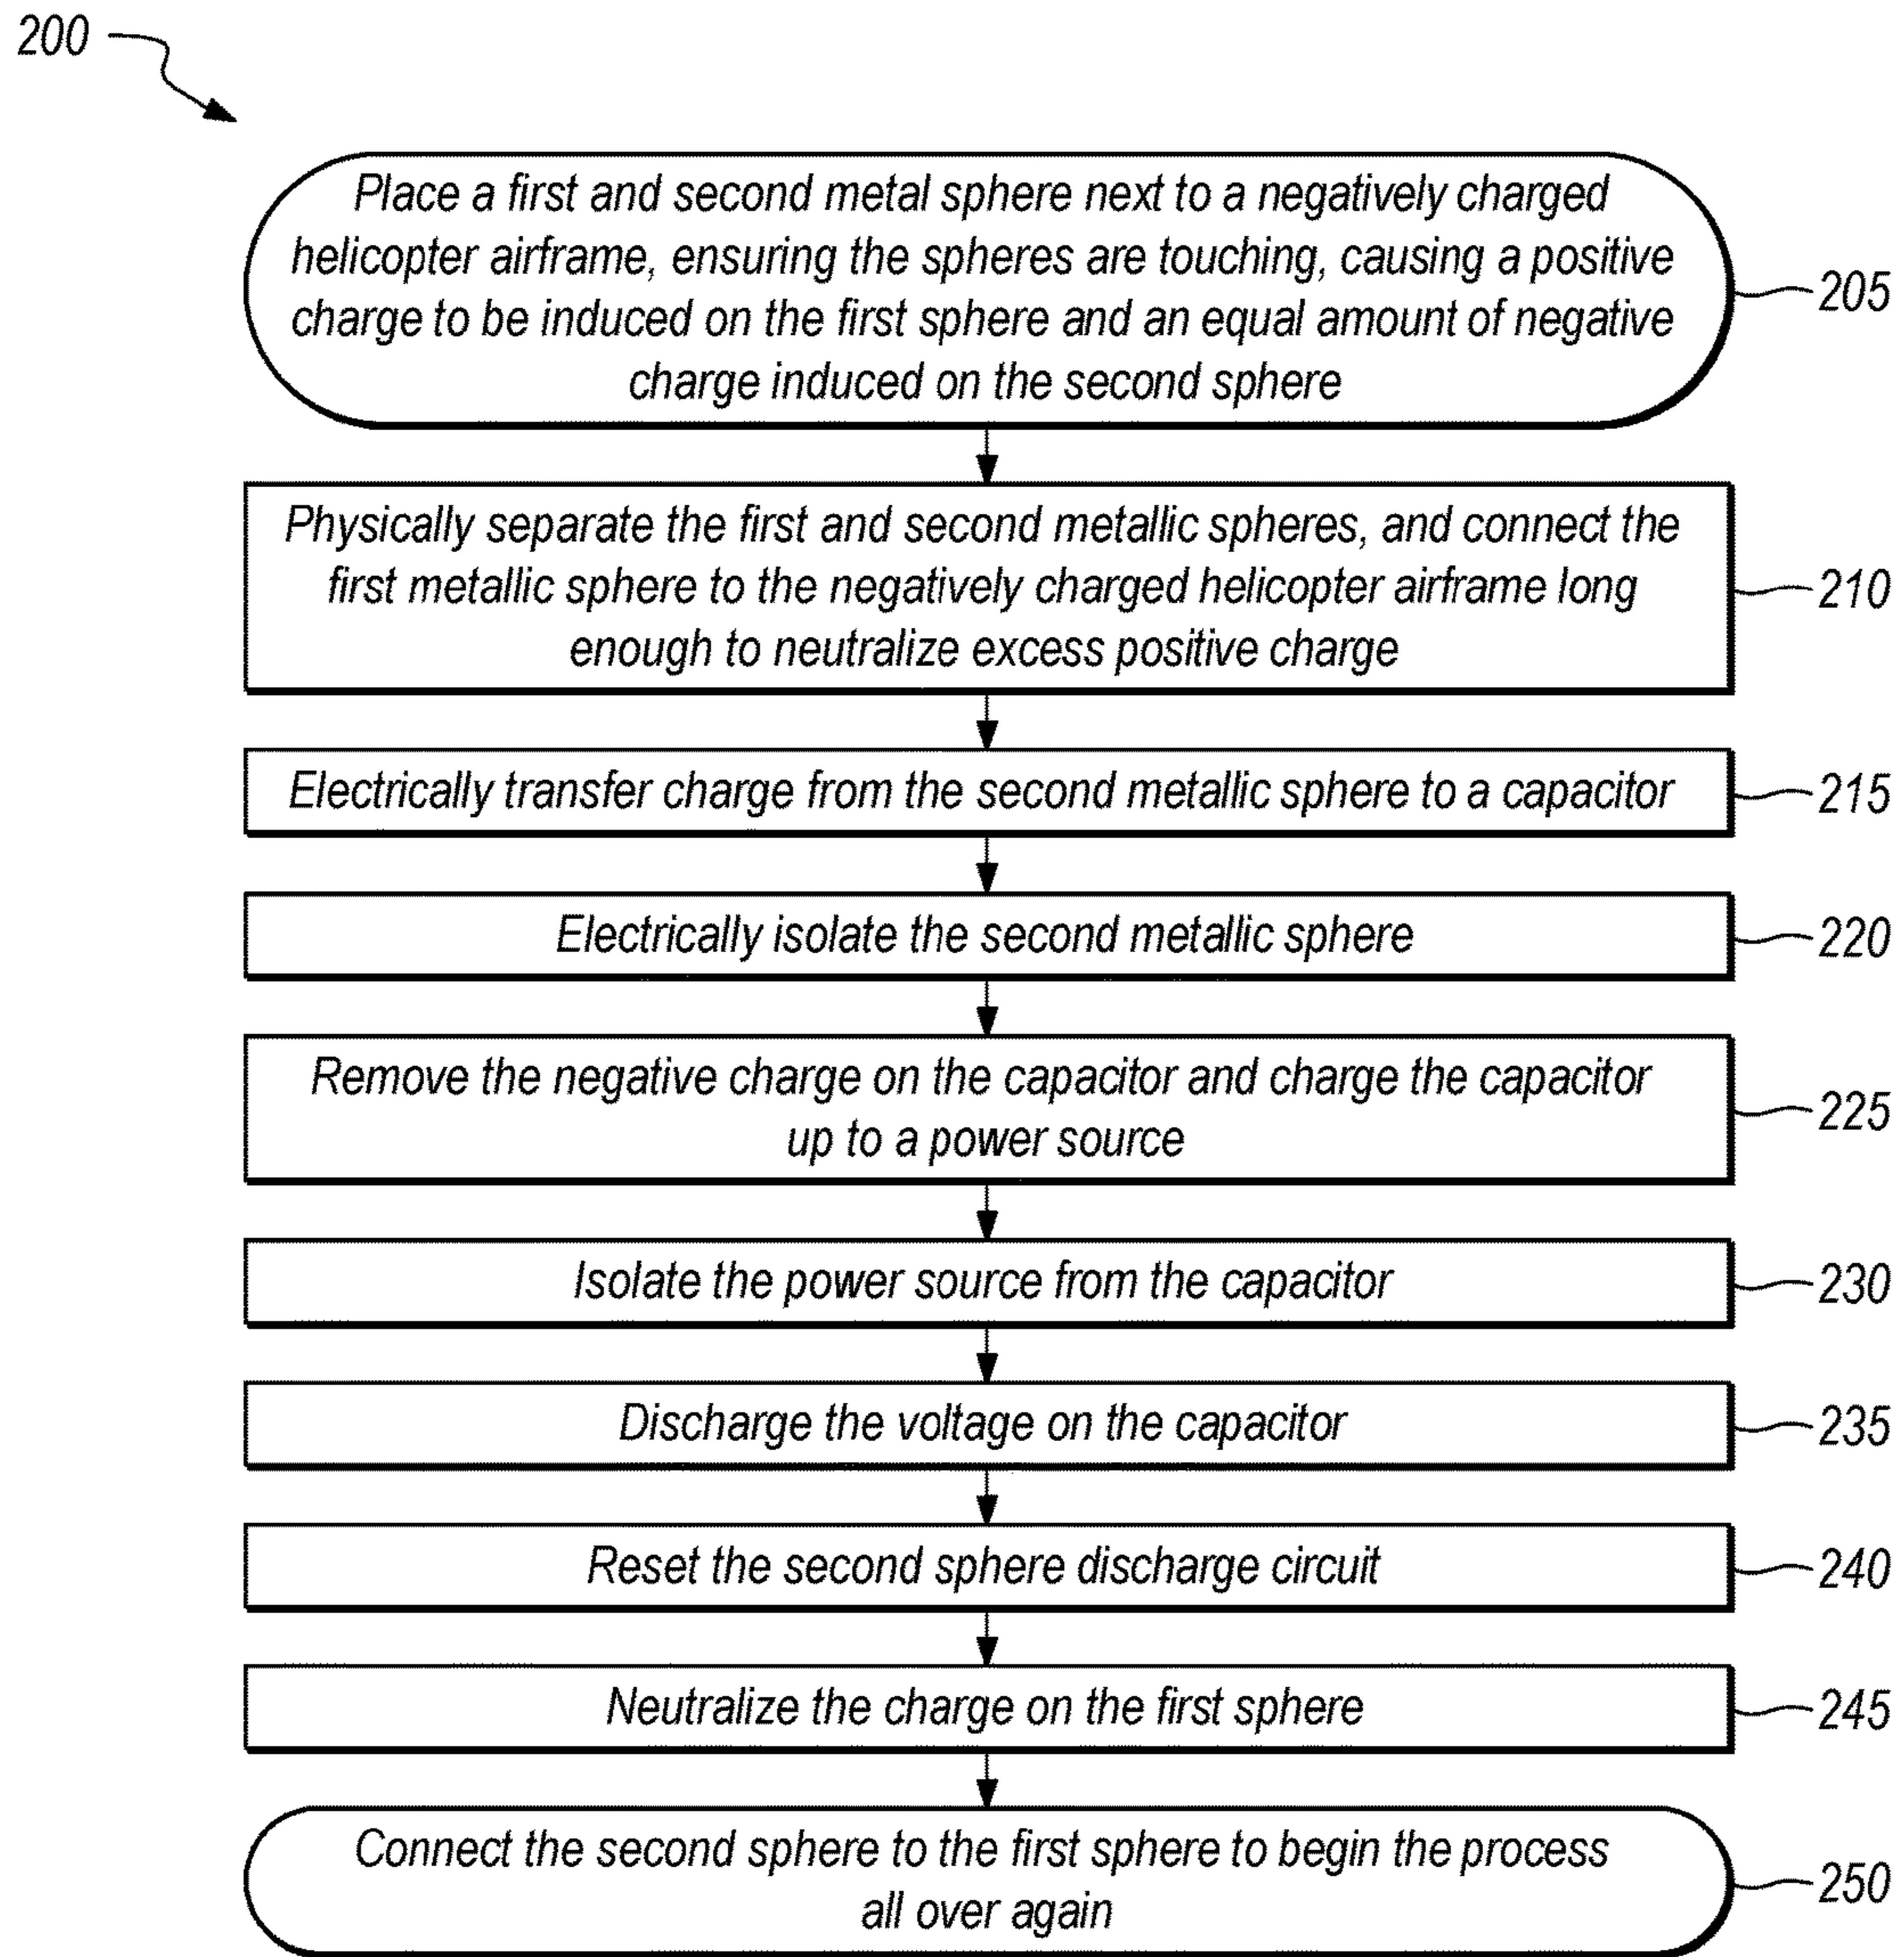 200
Place a first and second metal sphere next to a negatively charged
helicopter airframe, ensuring the spheres are touching, causing a positive
charge to be induced on the first sphere and an equal amount of negative
charge induced on the second sphere
205
Physically separate the first and second metallic spheres, and connect the
first metallic sphere to the negatively charged helicopter airframe long
enough to neutralize excess positive charge
210
Electrically transfer charge from the second metallic sphere to a capacitor
215
Electrically isolate the second metallic sphere
220
Remove the negative charge on the capacitor and charge the capacitor
up to a power source
225
Isolate the power source from the capacitor
230
Discharge the voltage on the capacitor
235
Reset the second sphere discharge circuit
240
Neutralize the charge on the first sphere
245
Connect the second sphere to the first sphere to begin the process
all over again
250